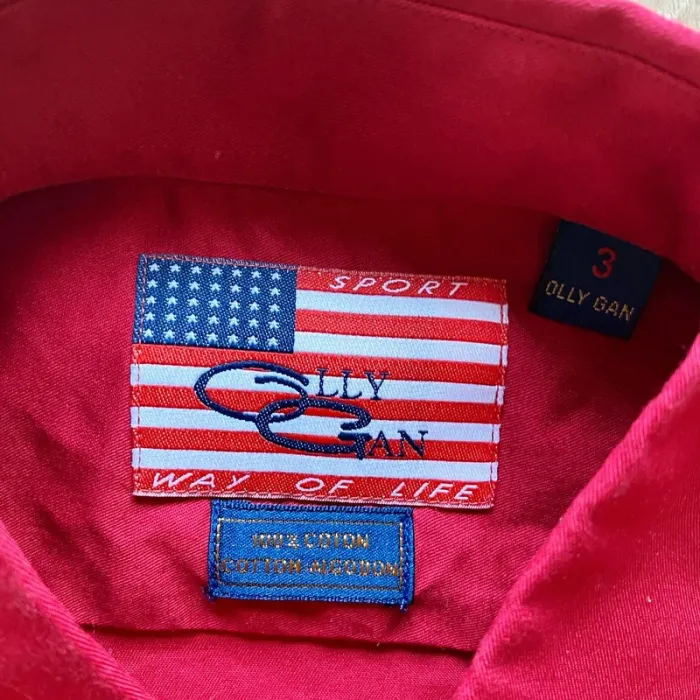 3
OLLY GAN
SPORT
OLLY
GAN
WAY OF LIFE
100% COTON
COTTON-ALGODON